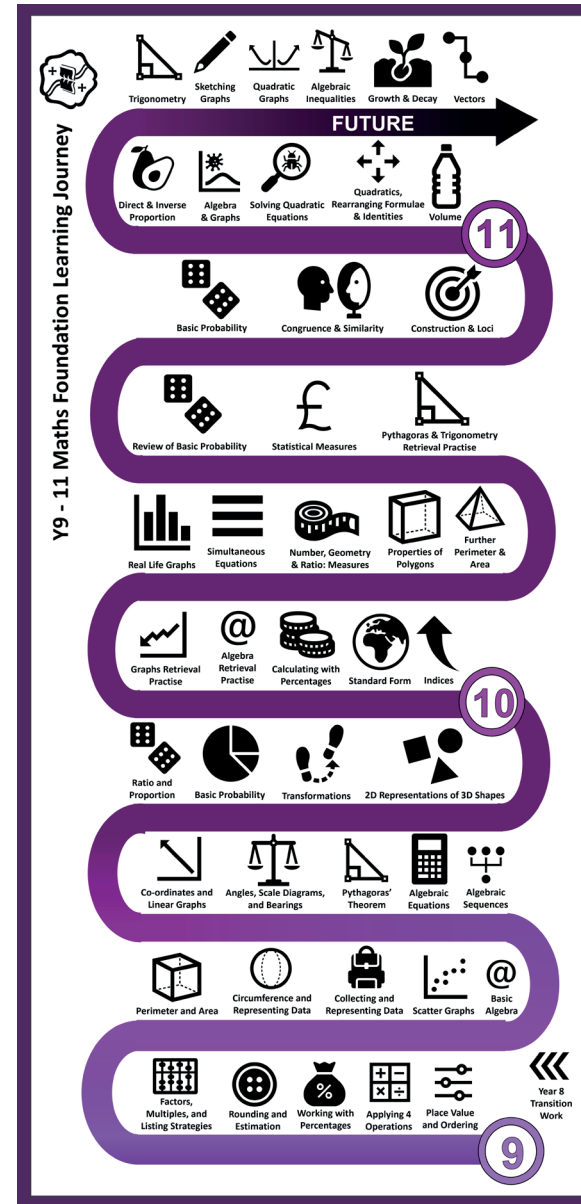 Y9 - 11 Maths Foundation Learning Journey
Trigonometry
Sketching
Graphs
Quadratic
Graphs
Algebraic
Inequalities
Growth & Decay
Vectors
FUTURE
Direct & Inverse
Proportion
Algebra
& Graphs
Solving Quadratic
Equations
Quadratics,
Rearranging Formulae
& Identities
Volume
11
Basic Probability
Congruence & Similarity
Construction & Loci
Review of Basic Probability
£
Statistical Measures
Pythagoras & Trigonometry
Retrieval Practise
Real Life Graphs
Simultaneous
Equations
Number, Geometry
& Ratio: Measures
Properties of
Polygons
Further
Perimeter &
Area
Graphs Retrieval
Practise
@
Algebra
Retrieval
Practise
Calculating with
Percentages
Standard Form
Indices
10
Ratio and
Proportion
Basic Probability
Transformations
2D Representations of 3D Shapes
Co-ordinates and
Linear Graphs
Angles, Scale Diagrams,
and Bearings
Pythagoras'
Theorem
Algebraic
Equations
Algebraic
Sequences
Perimeter and Area
Circumference and
Representing Data
Collecting and
Representing Data
Scatter Graphs
@
Basic
Algebra
Factors,
Multiples, and
Listing Strategies
Rounding and
Estimation
%
Working with
Percentages
+ -
× ÷
Applying 4
Operations
Place Value
and Ordering
Year 8
Transition
Work
9